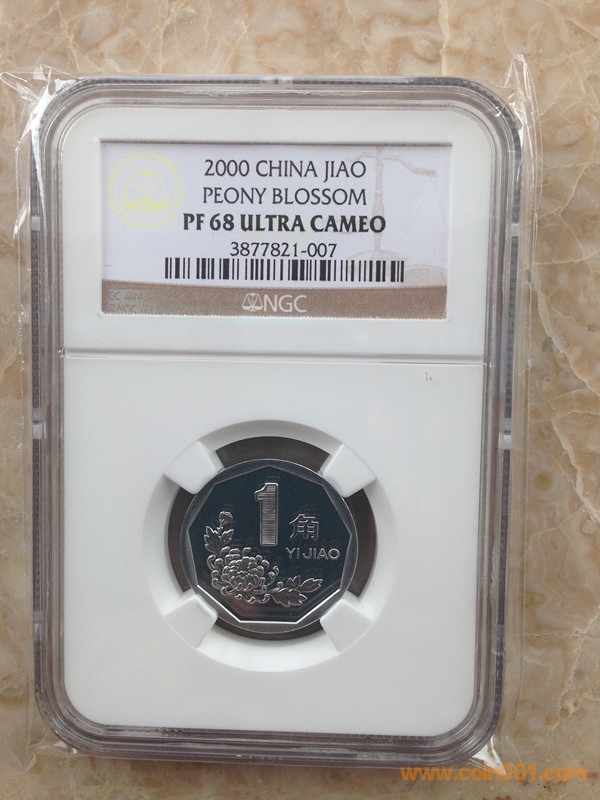 2000 CHINA JIAO
PEONY BLOSSOM
PF 68 ULTRA CAMEO
3877821-007
NGC
NGC
1 角
YI JIAO
www.coin001.com